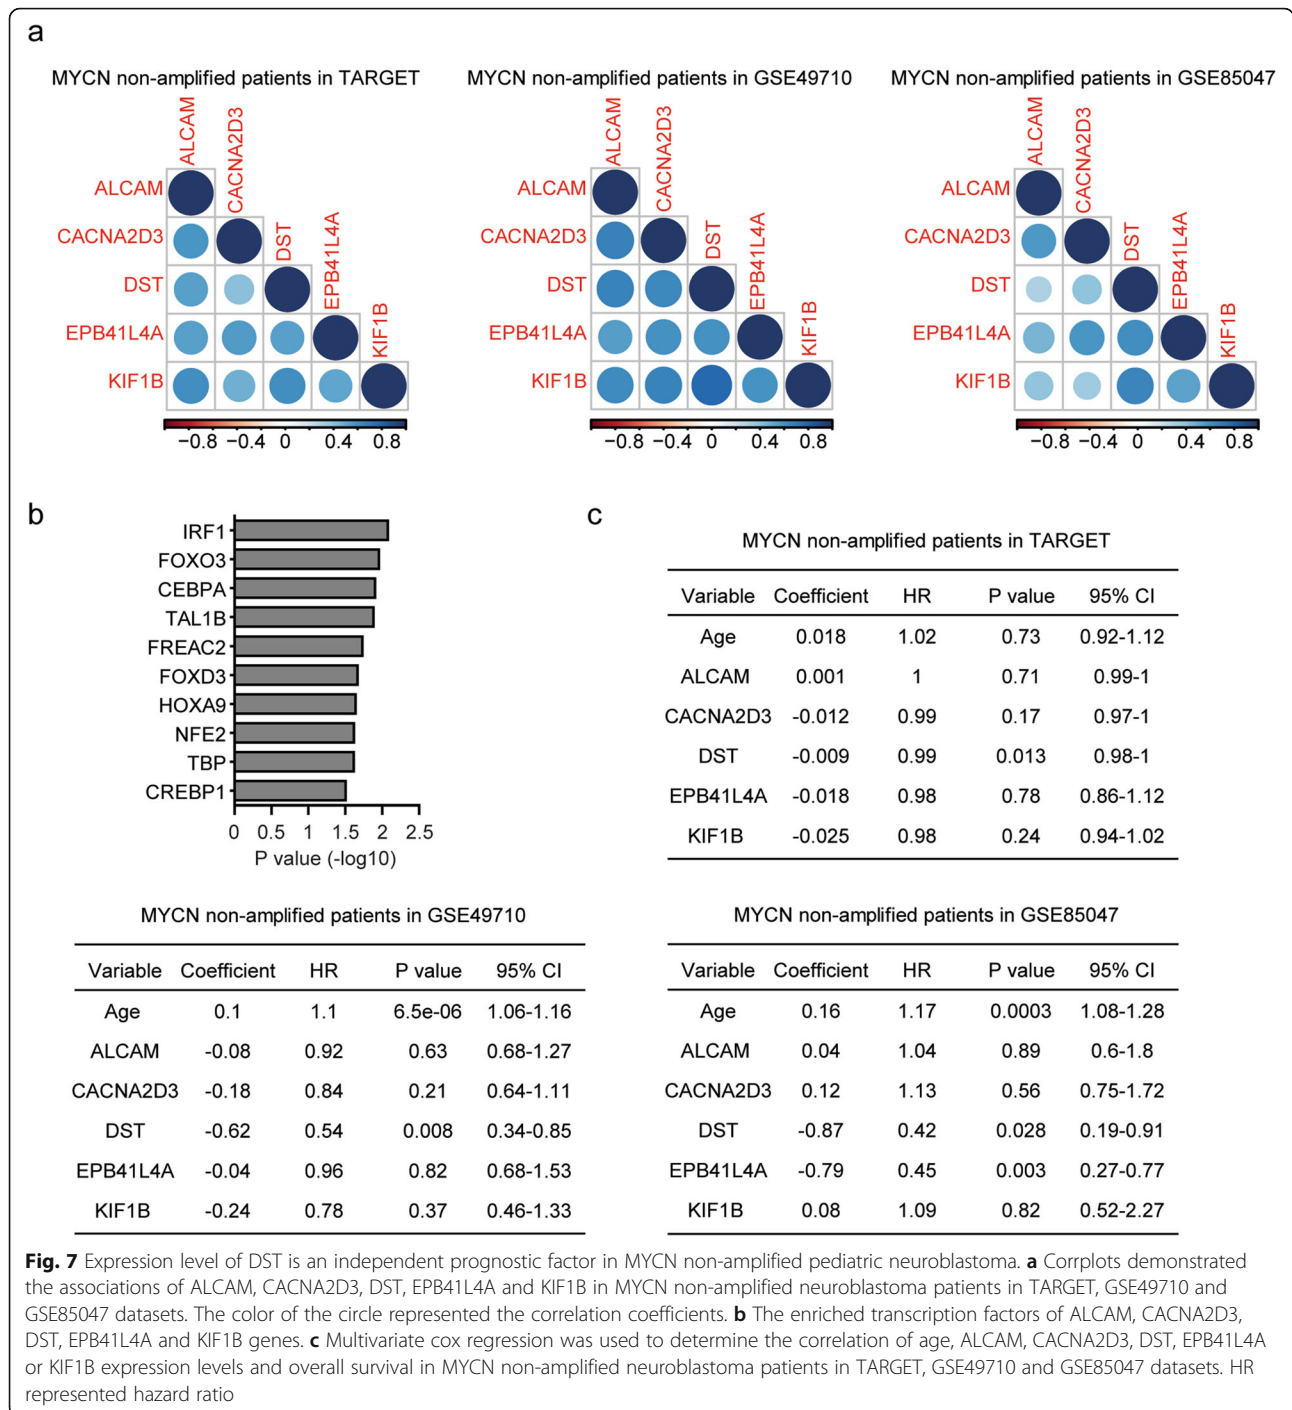 a
MYCN non-amplified patients in TARGET
ALCAM
CACNA2D3
DST
EPB41L4A
KIF1B
ALCAM
CACNA2D3
DST
EPB41L4A
KIF1B
−0.8 −0.4 0 0.4 0.8
MYCN non-amplified patients in GSE49710
ALCAM
CACNA2D3
DST
EPB41L4A
KIF1B
ALCAM
CACNA2D3
DST
EPB41L4A
KIF1B
−0.8 −0.4 0 0.4 0.8
MYCN non-amplified patients in GSE85047
ALCAM
CACNA2D3
DST
EPB41L4A
KIF1B
ALCAM
CACNA2D3
DST
EPB41L4A
KIF1B
−0.8 −0.4 0 0.4 0.8
b
IRF1
FOXO3
CEBPA
TAL1B
FREAC2
FOXD3
HOXA9
NFE2
TBP
CREBP1
0 0.5 1 1.5 2 2.5
P value (-log10)
c
MYCN non-amplified patients in TARGET
Variable Coefficient HR P value 95% CI
Age 0.018 1.02 0.73 0.92-1.12
ALCAM 0.001 1 0.71 0.99-1
CACNA2D3 -0.012 0.99 0.17 0.97-1
DST -0.009 0.99 0.013 0.98-1
EPB41L4A -0.018 0.98 0.78 0.86-1.12
KIF1B -0.025 0.98 0.24 0.94-1.02
MYCN non-amplified patients in GSE49710
Variable Coefficient HR P value 95% CI
Age 0.1 1.1 6.5e-06 1.06-1.16
ALCAM -0.08 0.92 0.63 0.68-1.27
CACNA2D3 -0.18 0.84 0.21 0.64-1.11
DST -0.62 0.54 0.008 0.34-0.85
EPB41L4A -0.04 0.96 0.82 0.68-1.53
KIF1B -0.24 0.78 0.37 0.46-1.33
MYCN non-amplified patients in GSE85047
Variable Coefficient HR P value 95% CI
Age 0.16 1.17 0.0003 1.08-1.28
ALCAM 0.04 1.04 0.89 0.6-1.8
CACNA2D3 0.12 1.13 0.56 0.75-1.72
DST -0.87 0.42 0.028 0.19-0.91
EPB41L4A -0.79 0.45 0.003 0.27-0.77
KIF1B 0.08 1.09 0.82 0.52-2.27
Fig. 7 Expression level of DST is an independent prognostic factor in MYCN non-amplified pediatric neuroblastoma. a Corrplots demonstrated
the associations of ALCAM, CACNA2D3, DST, EPB41L4A and KIF1B in MYCN non-amplified neuroblastoma patients in TARGET, GSE49710 and
GSE85047 datasets. The color of the circle represented the correlation coefficients. b The enriched transcription factors of ALCAM, CACNA2D3,
DST, EPB41L4A and KIF1B genes. c Multivariate cox regression was used to determine the correlation of age, ALCAM, CACNA2D3, DST, EPB41L4A
or KIF1B expression levels and overall survival in MYCN non-amplified neuroblastoma patients in TARGET, GSE49710 and GSE85047 datasets. HR
represented hazard ratio